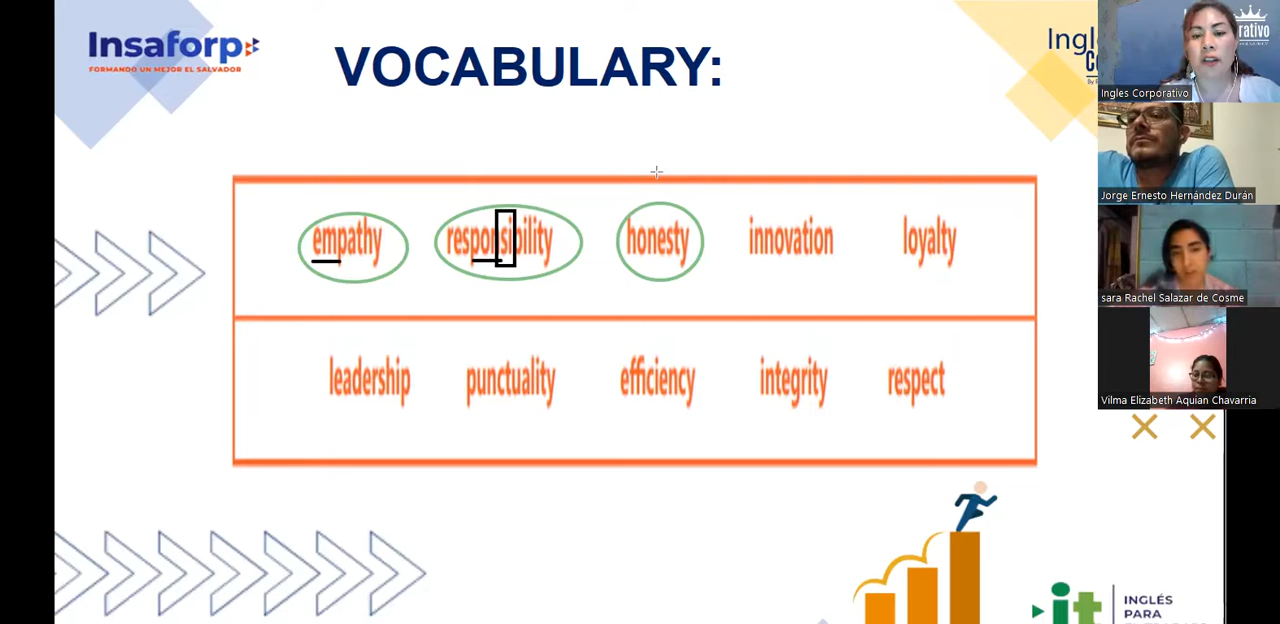 Insaforp
FORMANDO UN MEJOR EL SALVADOR
VOCABULARY:
Ingl
Ingles Corporativo
Jorge Ernesto Hernández Durán
sara Rachel Salazar de Cosme
Vilma Elizabeth Aquian Chavarria
empathy responsibility honesty innovation loyalty
leadership punctuality efficiency integrity respect
it
INGLÉS
PARA